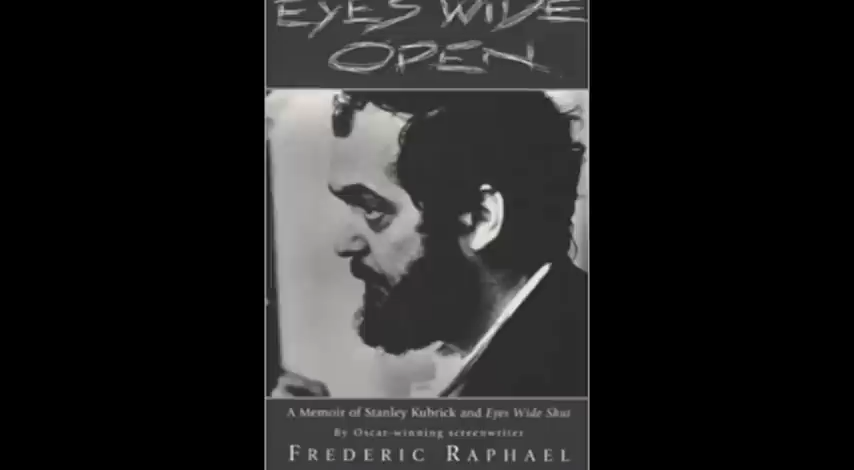 EYES WIDE
OPEN
A Memoir of Stanley Kubrick and Eyes Wide Shut
By Oscar-winning screenwriter
FREDERIC RAPHAEL